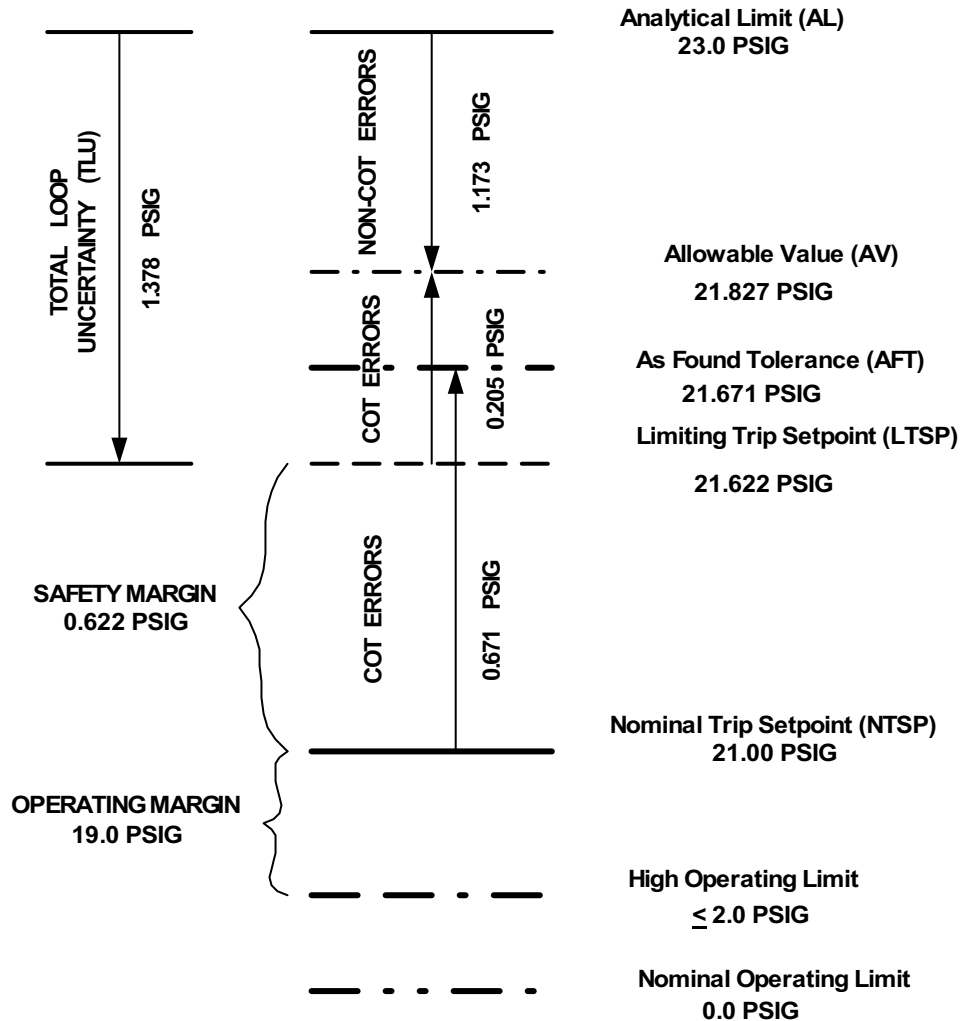 Analytical Limit (AL)
23.0 PSIG
TOTAL LOOP
UNCERTAINTY (TLU)
1.378 PSIG
NON-COT ERRORS
1.173 PSIG
Allowable Value (AV)
21.827 PSIG
COT ERRORS
0.205 PSIG
As Found Tolerance (AFT)
21.671 PSIG
Limiting Trip Setpoint (LTSP)
21.622 PSIG
SAFETY MARGIN
0.622 PSIG
COT ERRORS
0.671 PSIG
Nominal Trip Setpoint (NTSP)
21.00 PSIG
OPERATING MARGIN
19.0 PSIG
High Operating Limit
≤ 2.0 PSIG
Nominal Operating Limit
0.0 PSIG